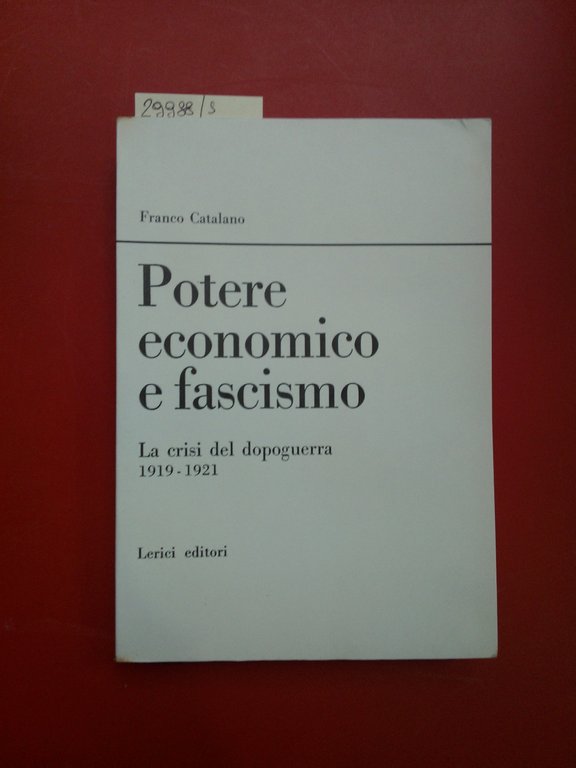 29988/s
Franco Catalano
Potere
economico
e fascismo
La crisi del dopoguerra
1919-1921
Lerici editori